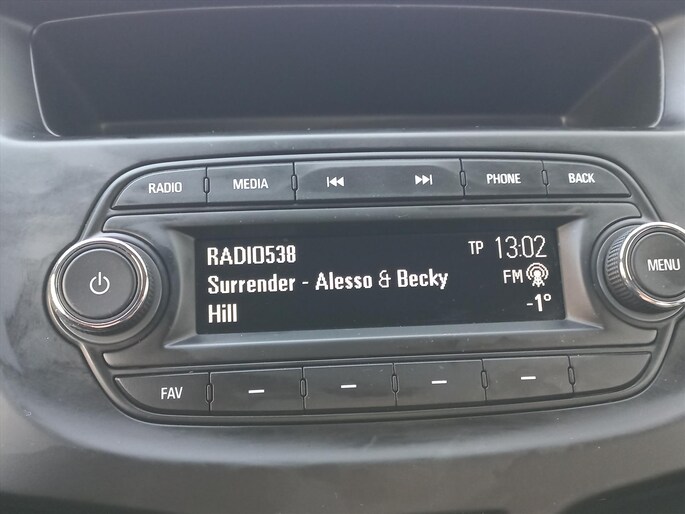 RADIO
MEDIA
PHONE
BACK
RADIO538
TP 13:02
Surrender - Alesso & Becky
FM
Hill
-1°
MENU
FAV